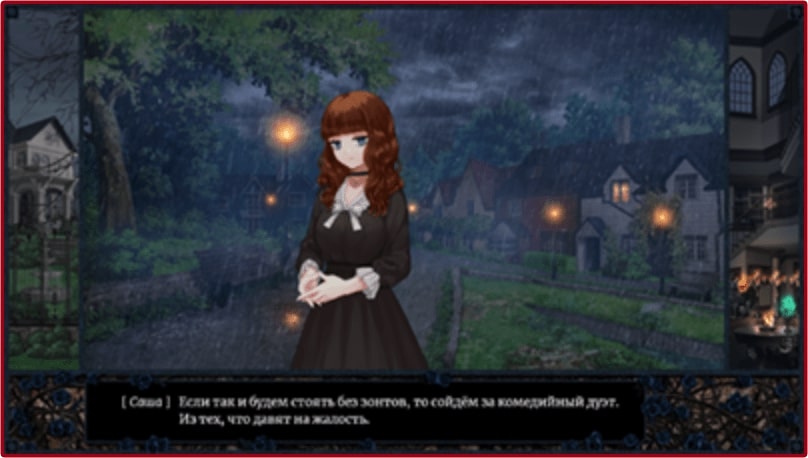 [ Саша ] Если так и будем стоять без зонтов, то сойдём за комедийный дуэт.
Из тех, что давят на жалость.